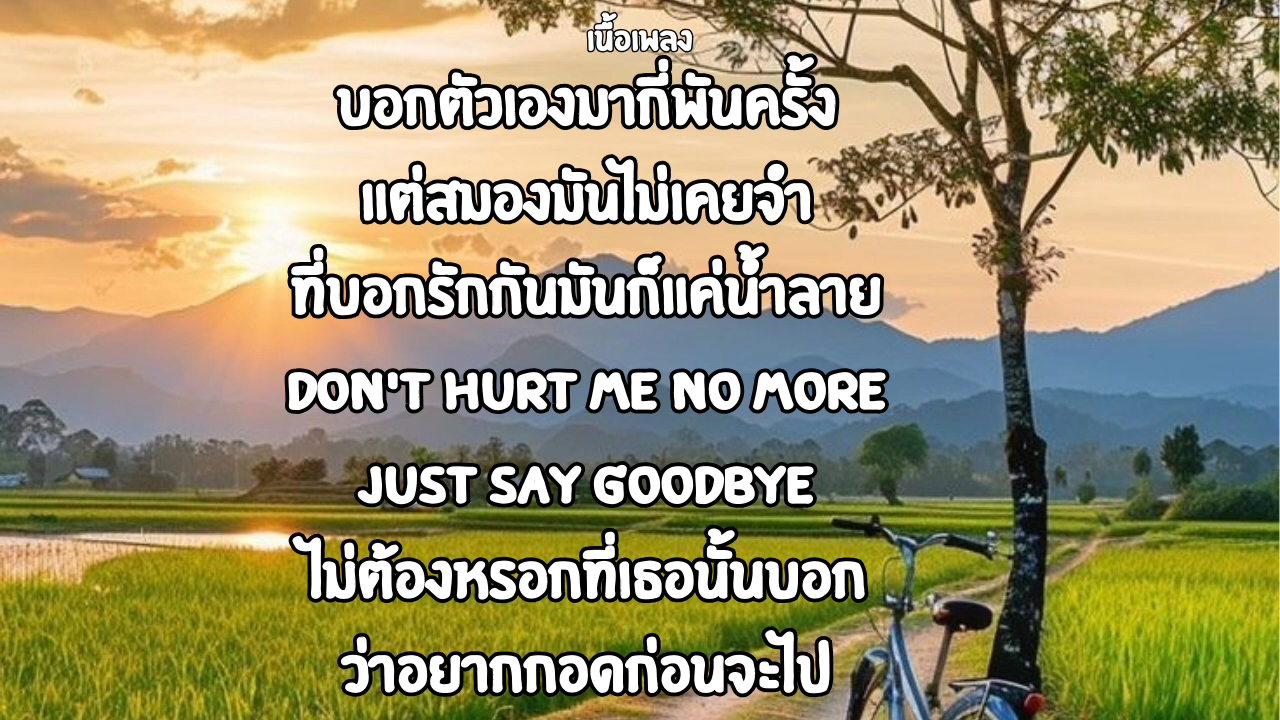 เนื้อเพลง
บอกตัวเองมากี่พันครั้ง
แต่สมองมันไม่เคยจำ
ที่บอกรักกันมันก็แค่น้ำลาย
DON'T HURT ME NO MORE
JUST SAY GOODBYE
ไม่ต้องหรอกที่เธอนั้นบอก
ว่าอยากกอดก่อนจะไป